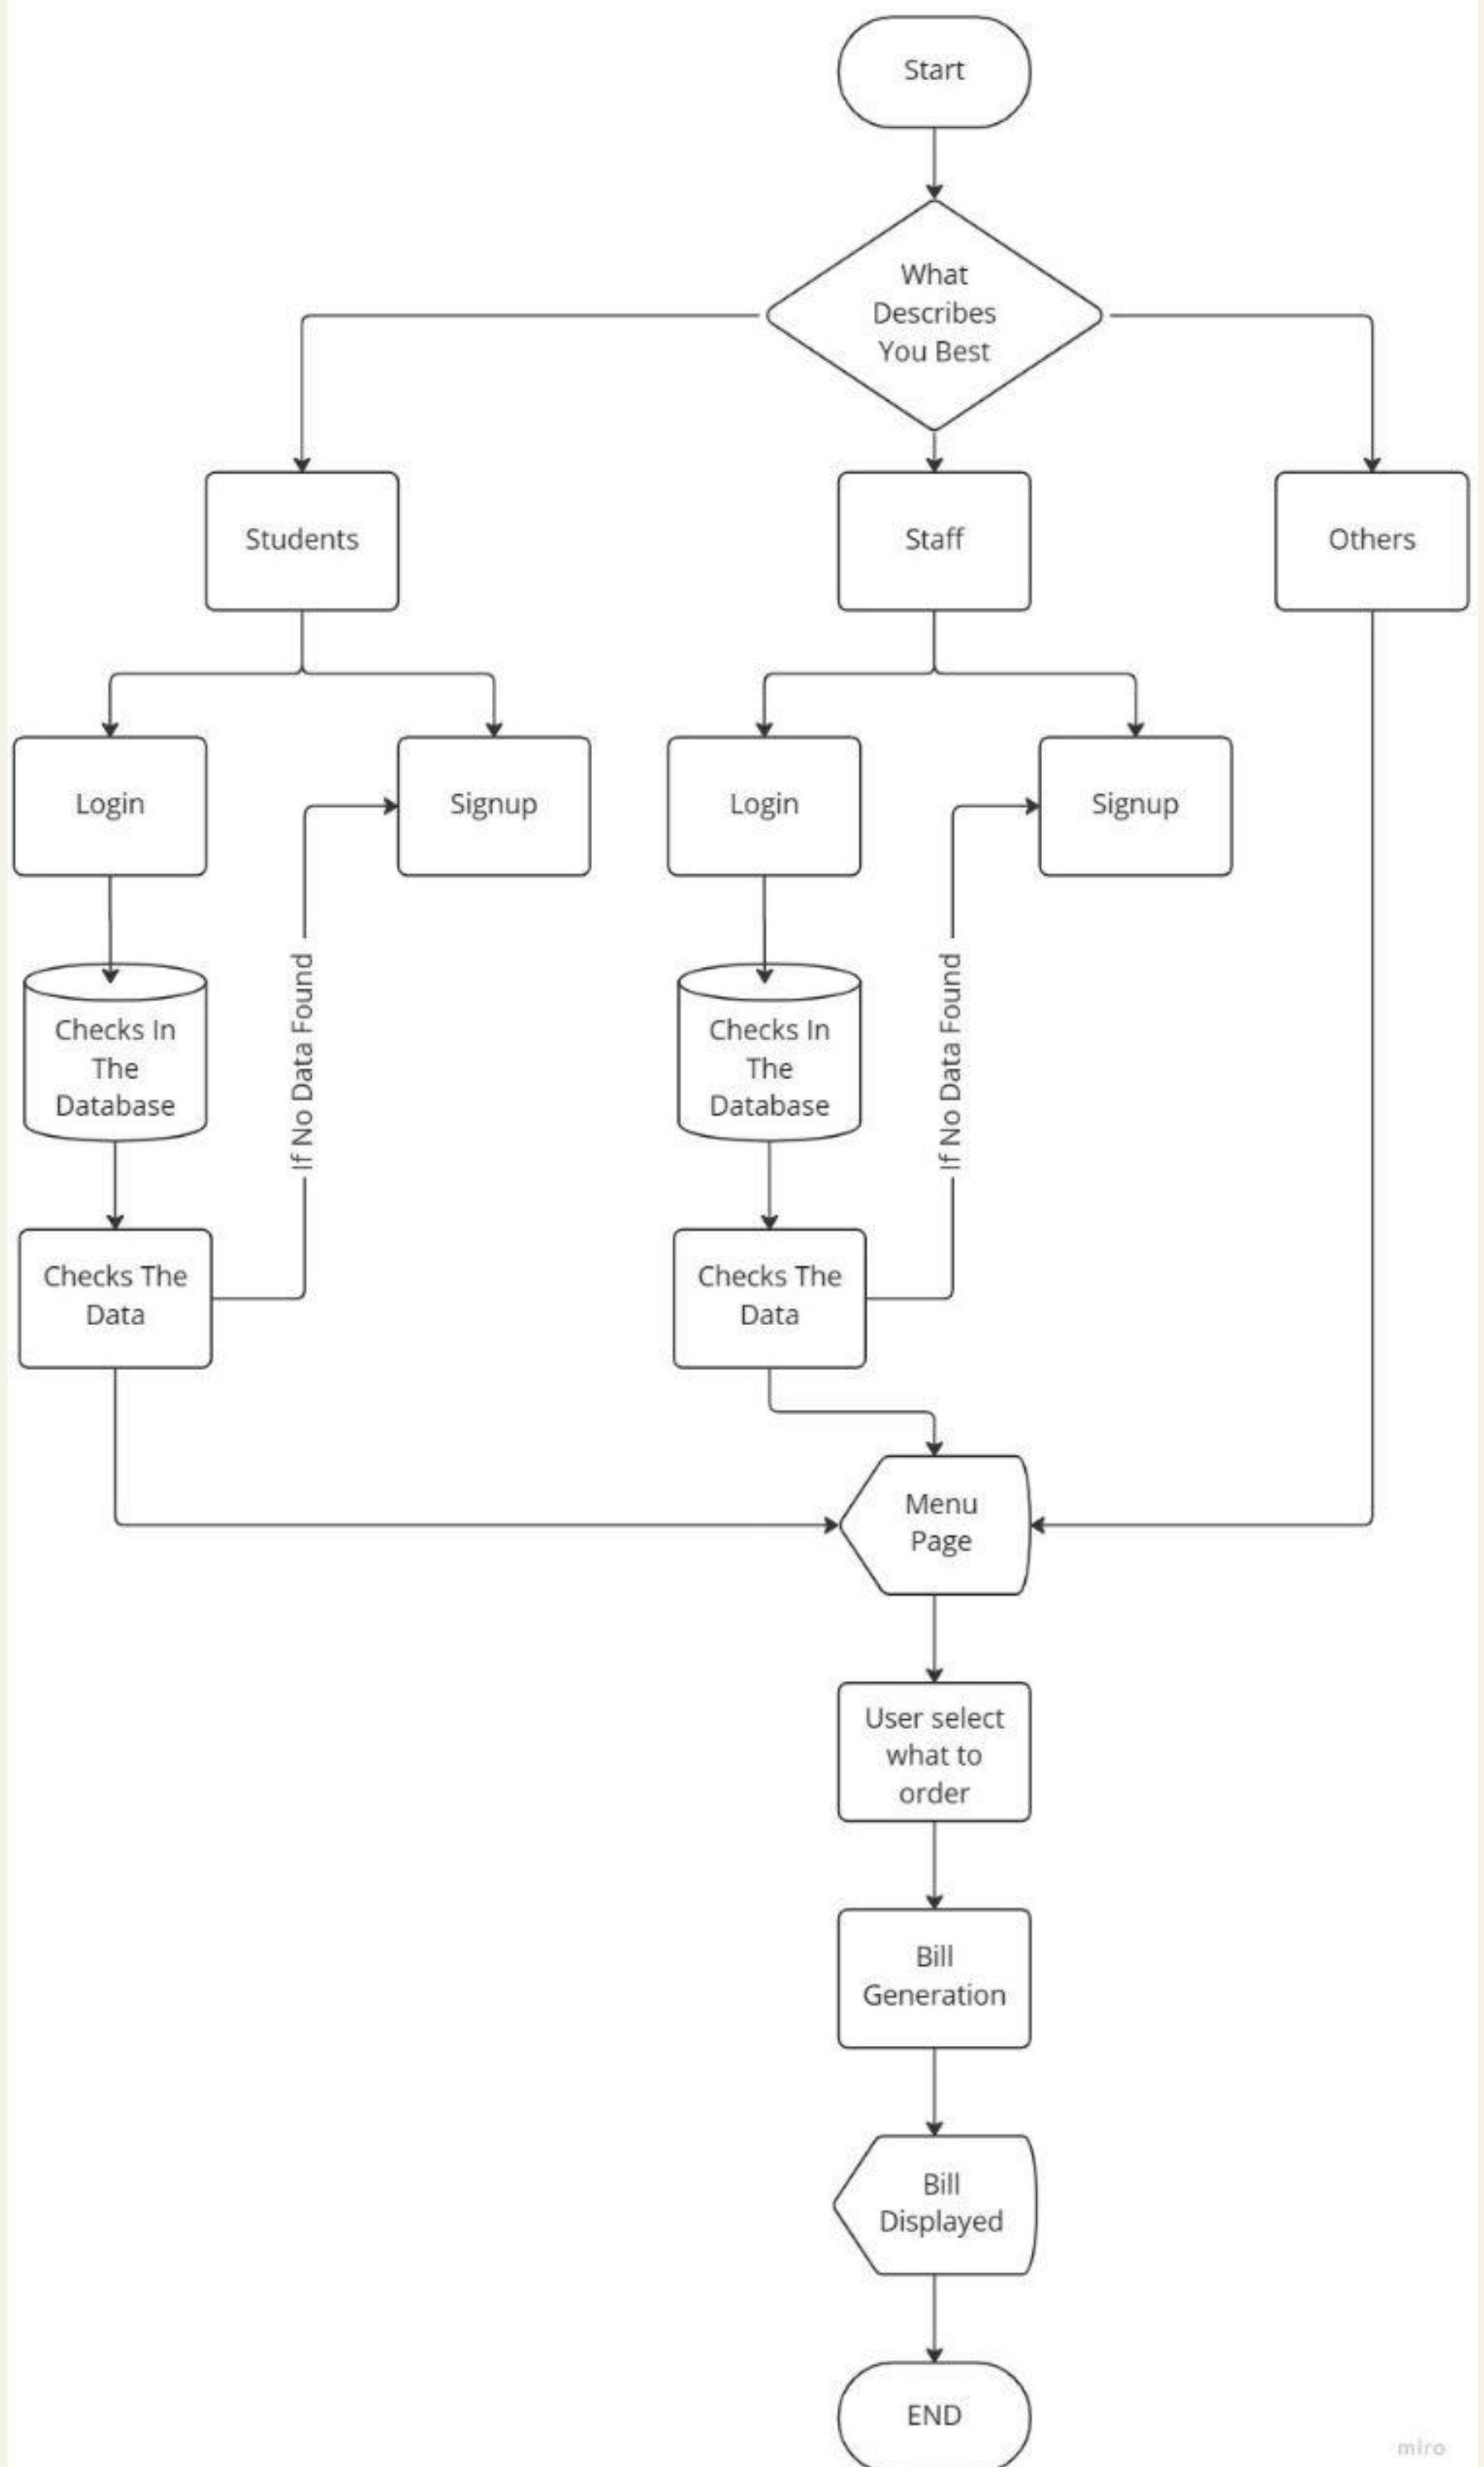 Start
What
Describes
You Best
Students
Staff
Others
Login
Signup
Login
Signup
Checks In
The
Database
If No Data Found
Checks In
The
Database
If No Data Found
Checks The
Data
Checks The
Data
Menu
Page
User select
what to
order
Bill
Generation
Bill
Displayed
END
miro